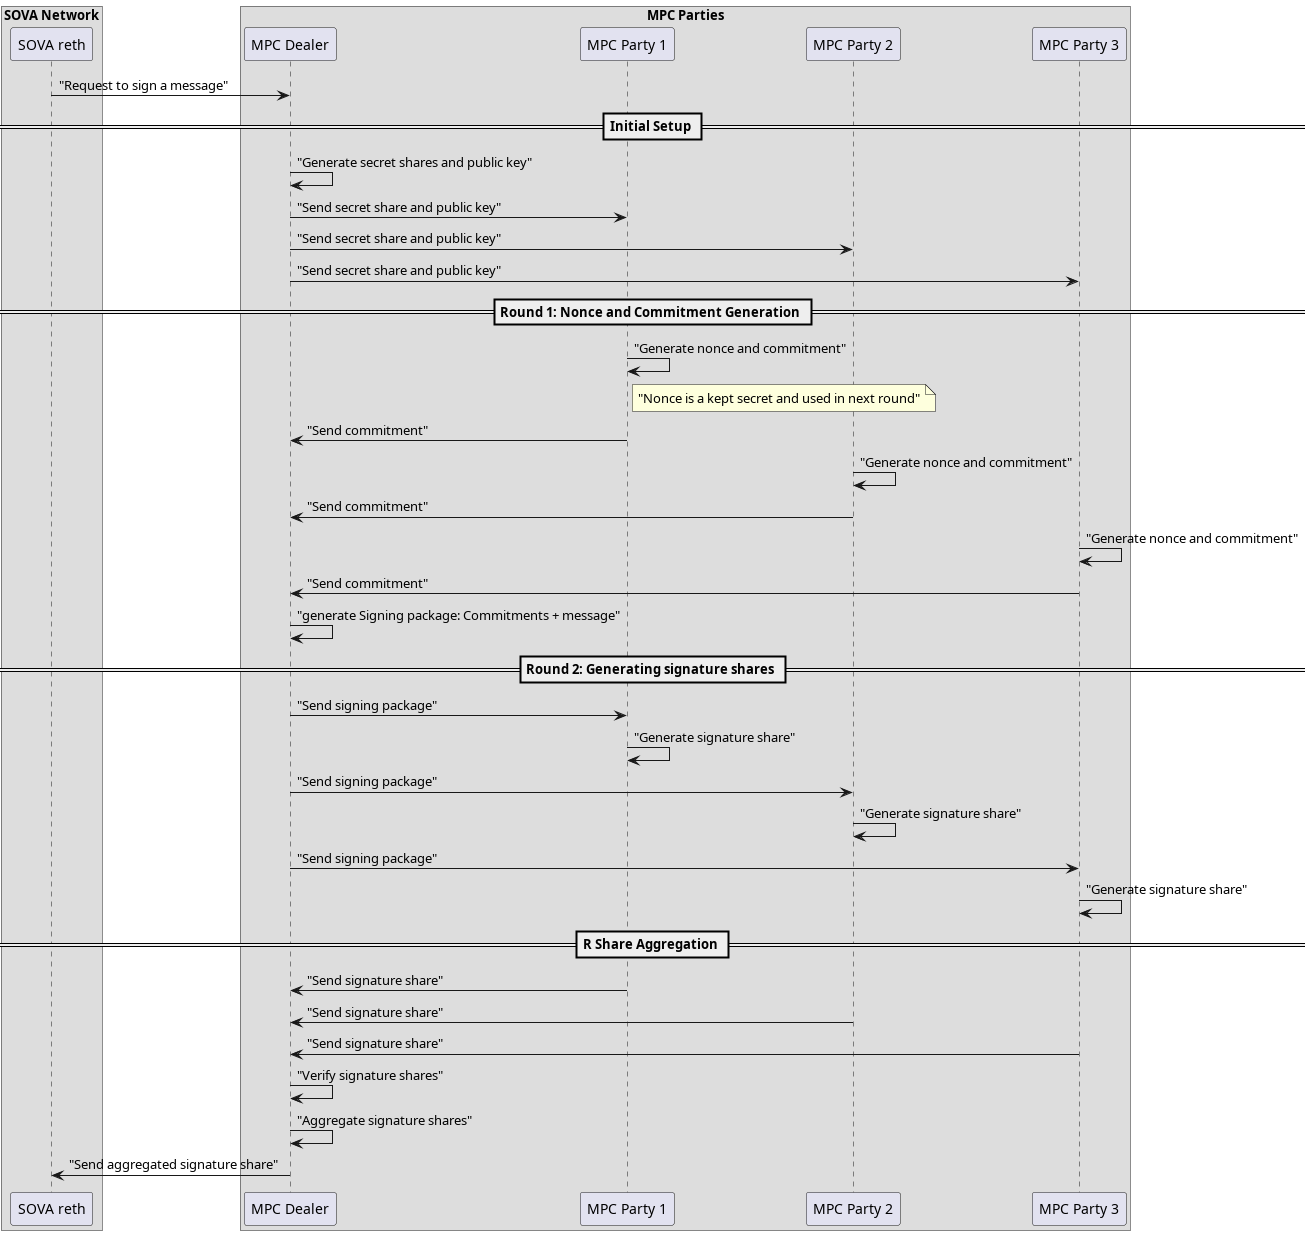 SOVA Network
MPC Parties
SOVA reth
MPC Dealer
MPC Party 1
MPC Party 2
MPC Party 3
"Request to sign a message"
Initial Setup
"Generate secret shares and public key"
"Send secret share and public key"
"Send secret share and public key"
"Send secret share and public key"
Round 1: Nonce and Commitment Generation
"Generate nonce and commitment"
"Nonce is a kept secret and used in next round"
"Send commitment"
"Generate nonce and commitment"
"Send commitment"
"Generate nonce and commitment"
"Send commitment"
"generate Signing package: Commitments + message"
Round 2: Generating signature shares
"Send signing package"
"Generate signature share"
"Send signing package"
"Generate signature share"
"Send signing package"
"Generate signature share"
R Share Aggregation
"Send signature share"
"Send signature share"
"Send signature share"
"Verify signature shares"
"Aggregate signature shares"
"Send aggregated signature share"
SOVA reth
MPC Dealer
MPC Party 1
MPC Party 2
MPC Party 3